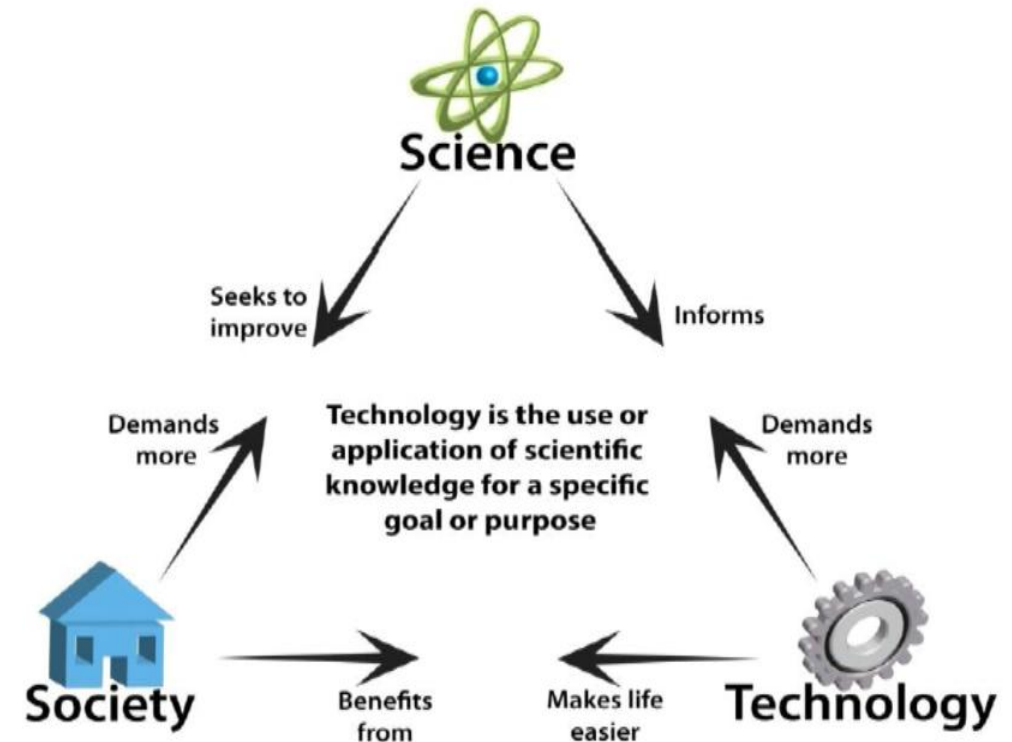 Science
Seeks to
improve
Informs
Demands
more
Technology is the use or
application of scientific
knowledge for a specific
goal or purpose
Demands
more
Society
Benefits
from
Makes life
easier
Technology